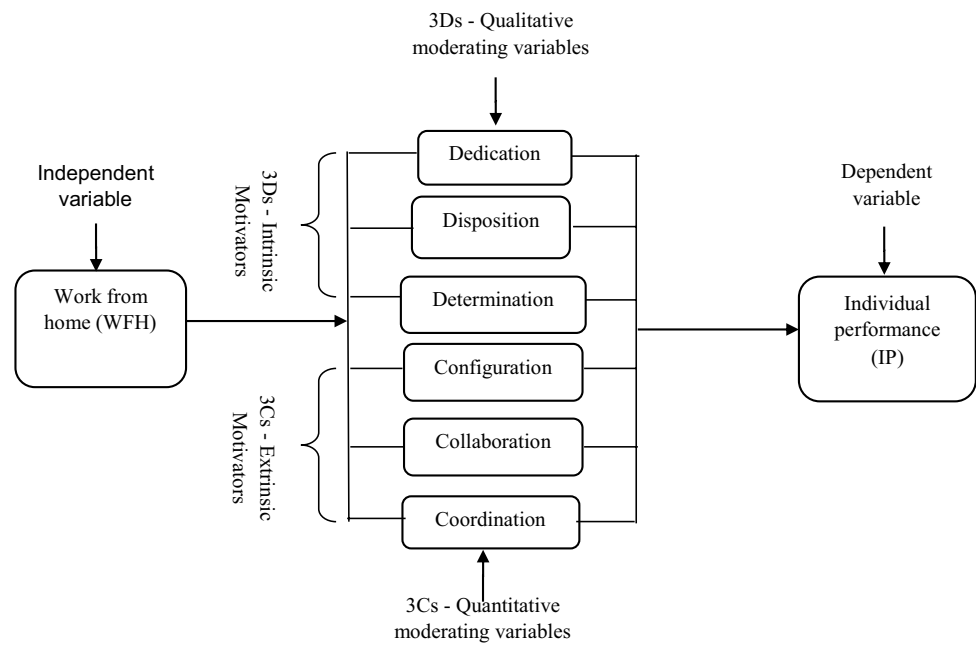 3Ds - Qualitative
moderating variables
Independent
variable
Work from
home (WFH)
3Ds - Intrinsic
Motivators
3Cs - Extrinsic
Motivators
Dedication
Disposition
Determination
Configuration
Collaboration
Coordination
3Cs - Quantitative
moderating variables
Dependent
variable
Individual
performance
(IP)